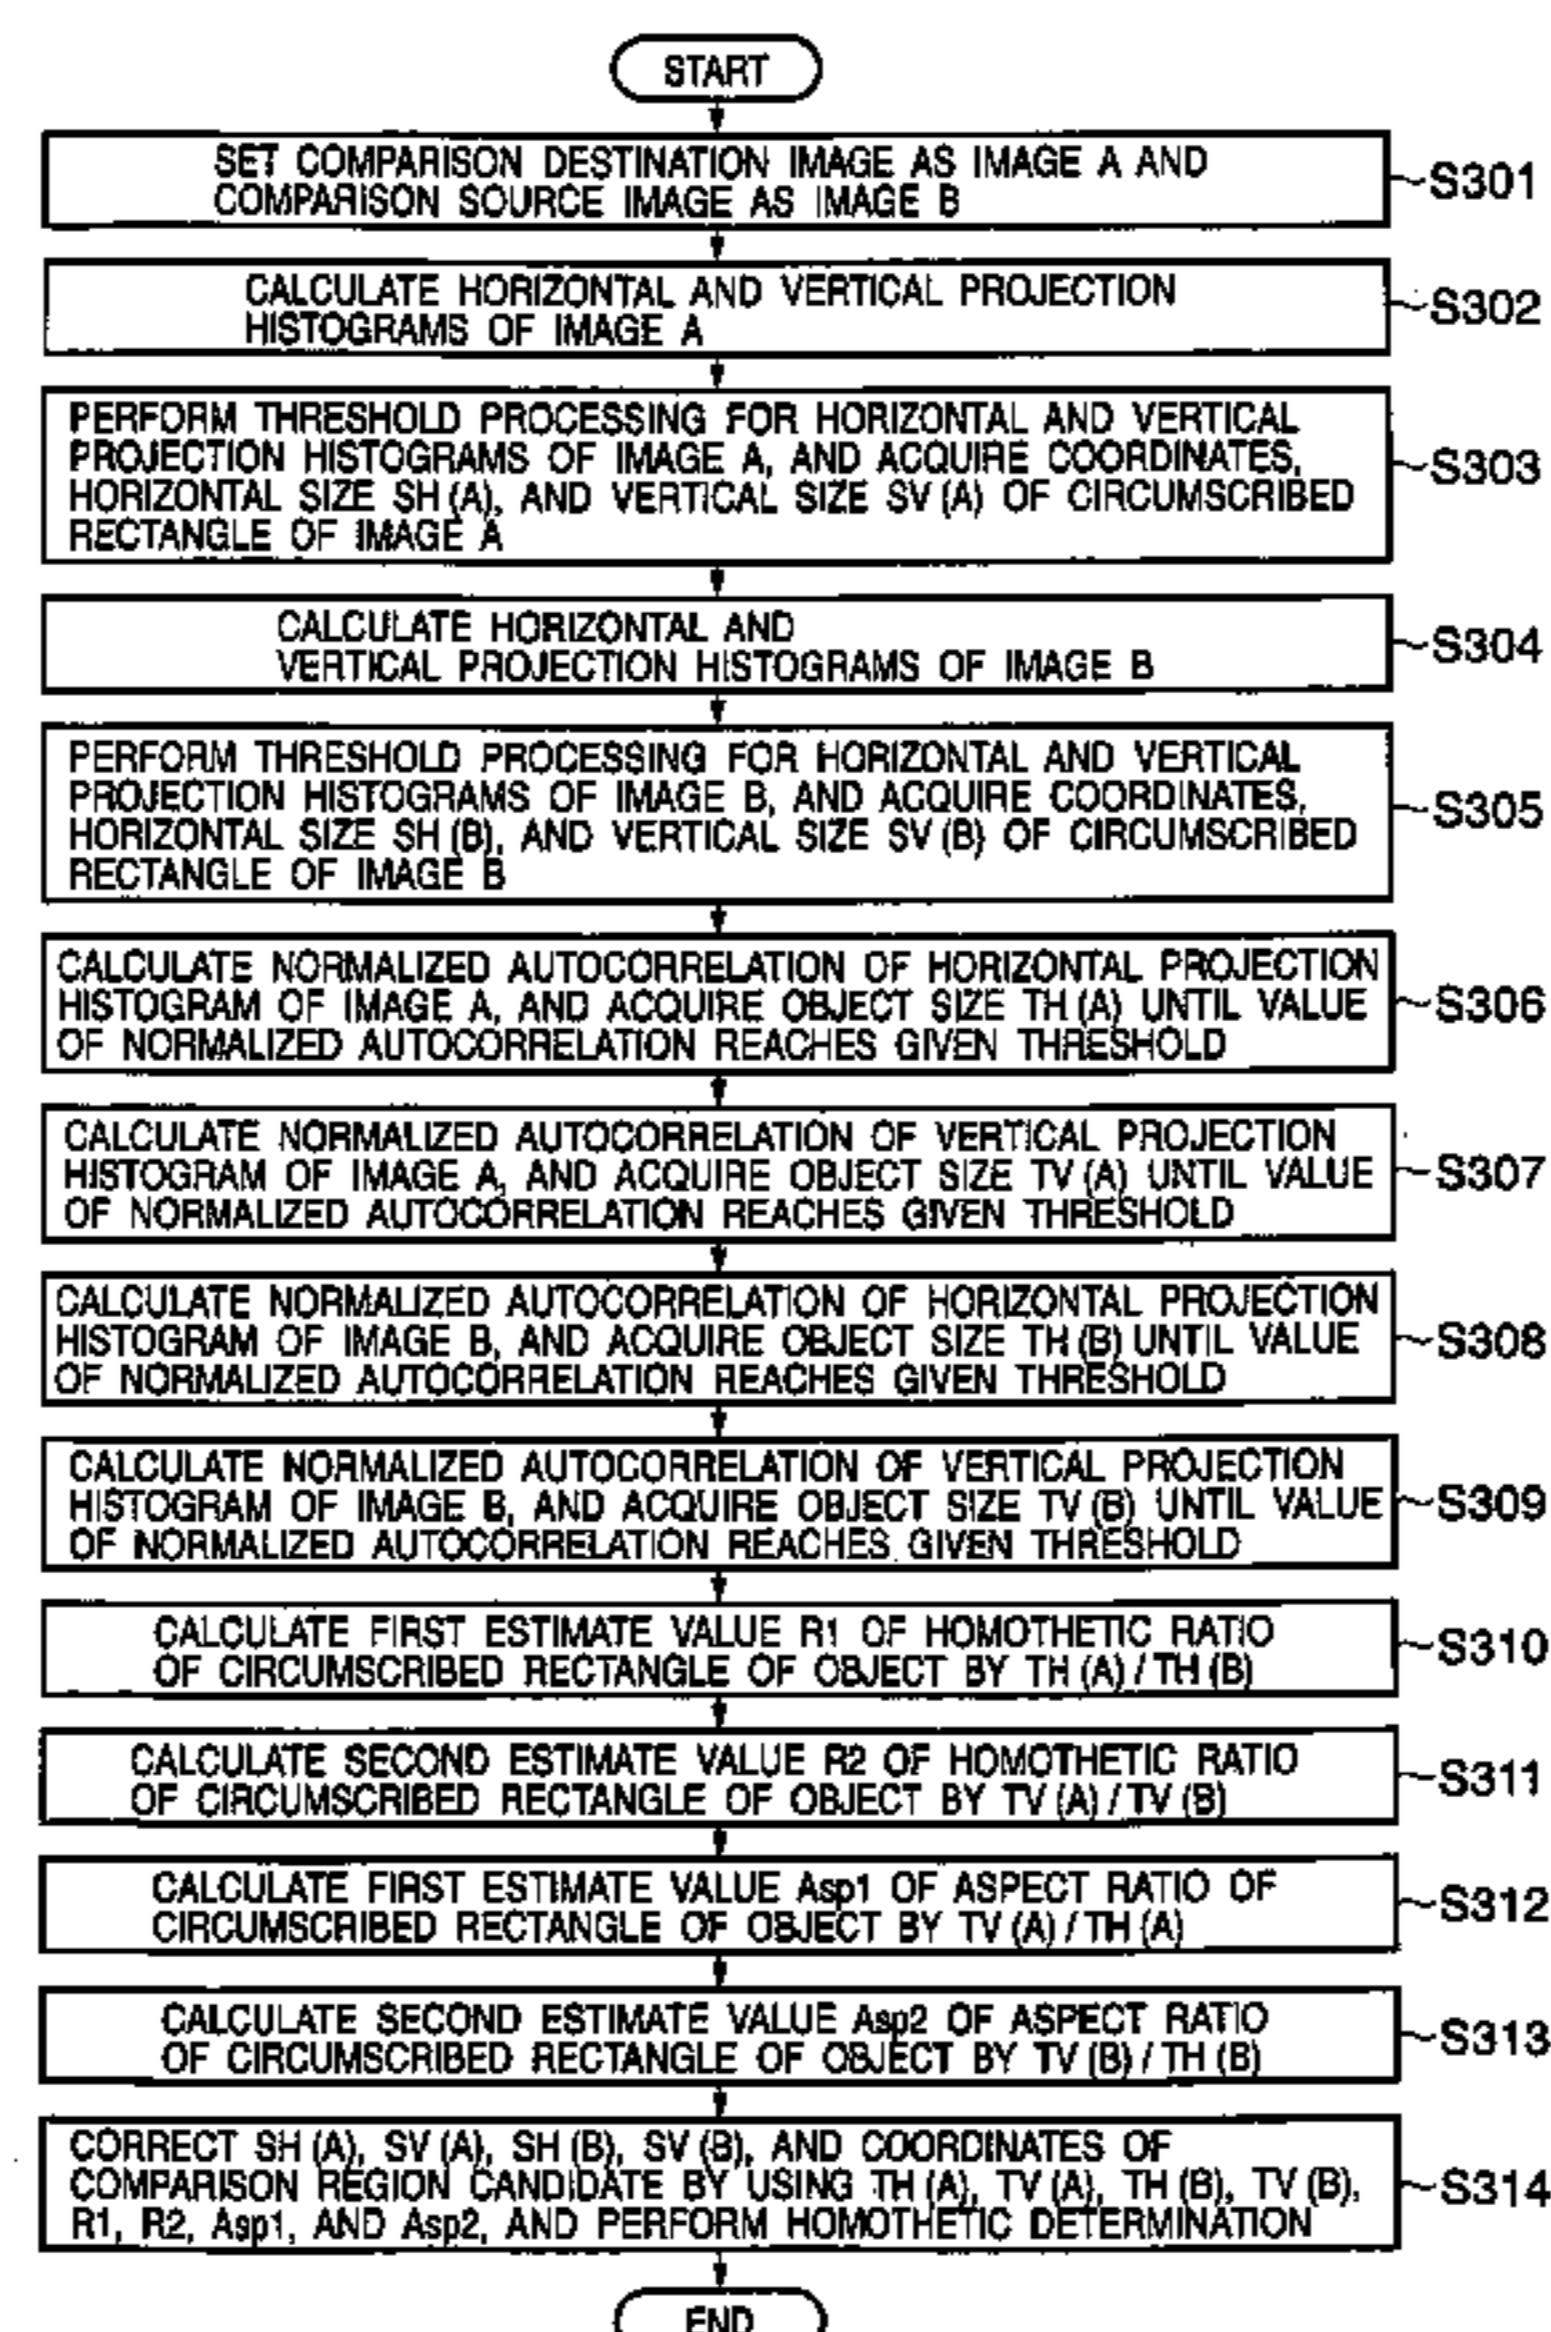 START
SET COMPARISON DESTINATION IMAGE AS IMAGE A AND
COMPARISON SOURCE IMAGE AS IMAGE B
S301
CALCULATE HORIZONTAL AND VERTICAL PROJECTION
HISTOGRAMS OF IMAGE A
S302
PERFORM THRESHOLD PROCESSING FOR HORIZONTAL AND VERTICAL
PROJECTION HISTOGRAMS OF IMAGE A, AND ACQUIRE COORDINATES,
HORIZONTAL SIZE SH (A), AND VERTICAL SIZE SV (A) OF CIRCUMSCRIBED
RECTANGLE OF IMAGE A
S303
CALCULATE HORIZONTAL AND
VERTICAL PROJECTION HISTOGRAMS OF IMAGE B
S304
PERFORM THRESHOLD PROCESSING FOR HORIZONTAL AND VERTICAL
PROJECTION HISTOGRAMS OF IMAGE B, AND ACQUIRE COORDINATES,
HORIZONTAL SIZE SH (B), AND VERTICAL SIZE SV (B) OF CIRCUMSCRIBED
RECTANGLE OF IMAGE B
S305
CALCULATE NORMALIZED AUTOCORRELATION OF HORIZONTAL PROJECTION
HISTOGRAM OF IMAGE A, AND ACQUIRE OBJECT SIZE TH (A) UNTIL VALUE
OF NORMALIZED AUTOCORRELATION REACHES GIVEN THRESHOLD
S306
CALCULATE NORMALIZED AUTOCORRELATION OF VERTICAL PROJECTION
HISTOGRAM OF IMAGE A, AND ACQUIRE OBJECT SIZE TV (A) UNTIL VALUE
OF NORMALIZED AUTOCORRELATION REACHES GIVEN THRESHOLD
S307
CALCULATE NORMALIZED AUTOCORRELATION OF HORIZONTAL PROJECTION
HISTOGRAM OF IMAGE B, AND ACQUIRE OBJECT SIZE TH (B) UNTIL VALUE
OF NORMALIZED AUTOCORRELATION REACHES GIVEN THRESHOLD
S308
CALCULATE NORMALIZED AUTOCORRELATION OF VERTICAL PROJECTION
HISTOGRAM OF IMAGE B, AND ACQUIRE OBJECT SIZE TV (B) UNTIL VALUE
OF NORMALIZED AUTOCORRELATION REACHES GIVEN THRESHOLD
S309
CALCULATE FIRST ESTIMATE VALUE R1 OF HOMOTHETIC RATIO
OF CIRCUMSCRIBED RECTANGLE OF OBJECT BY TH (A) / TH (B)
S310
CALCULATE SECOND ESTIMATE VALUE R2 OF HOMOTHETIC RATIO
OF CIRCUMSCRIBED RECTANGLE OF OBJECT BY TV (A) / TV (B)
S311
CALCULATE FIRST ESTIMATE VALUE Asp1 OF ASPECT RATIO OF
CIRCUMSCRIBED RECTANGLE OF OBJECT BY TV (A) / TH (A)
S312
CALCULATE SECOND ESTIMATE VALUE Asp2 OF ASPECT RATIO
OF CIRCUMSCRIBED RECTANGLE OF OBJECT BY TV (B) / TH (B)
S313
CORRECT SH (A), SV (A), SH (B), SV (B), AND COORDINATES OF
COMPARISON REGION CANDIDATE BY USING TH (A), TV (A), TH (B), TV (B),
R1, R2, Asp1, AND Asp2, AND PERFORM HOMOTHETIC DETERMINATION
S314
END